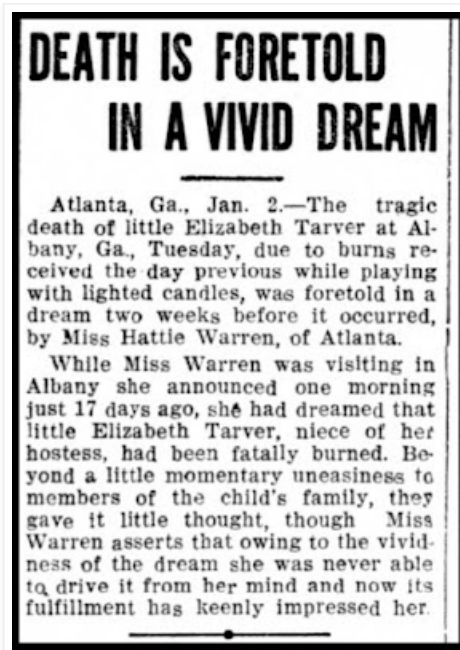 DEATH IS FORETOLD
IN A VIVID DREAM
Atlanta, Ga., Jan. 2.—The tragic
death of little Elizabeth Tarver at Al-
bany, Ga., Tuesday, due to burns re-
ceived the day previous while playing
with lighted candles, was foretold in a
dream two weeks before it occurred,
by Miss Hattie Warren, of Atlanta.
While Miss Warren was visiting in
Albany she announced one morning
just 17 days ago, she had dreamed that
little Elizabeth Tarver, niece of her
hostess, had been fatally burned. Be-
yond a little momentary uneasiness to
members of the child's family, they
gave it little thought, though Miss
Warren asserts that owing to the vivid-
ness of the dream she was never able
to drive it from her mind and now its
fulfillment has keenly impressed her.